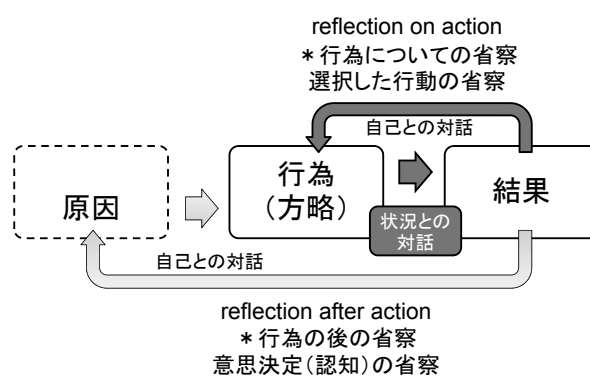 reflection on action
＊行為についての省察
選択した行動の省察
自己との対話
原因
行為
（方略）
結果
状況との
対話
自己との対話
reflection after action
＊行為の後の省察
意思決定（認知）の省察